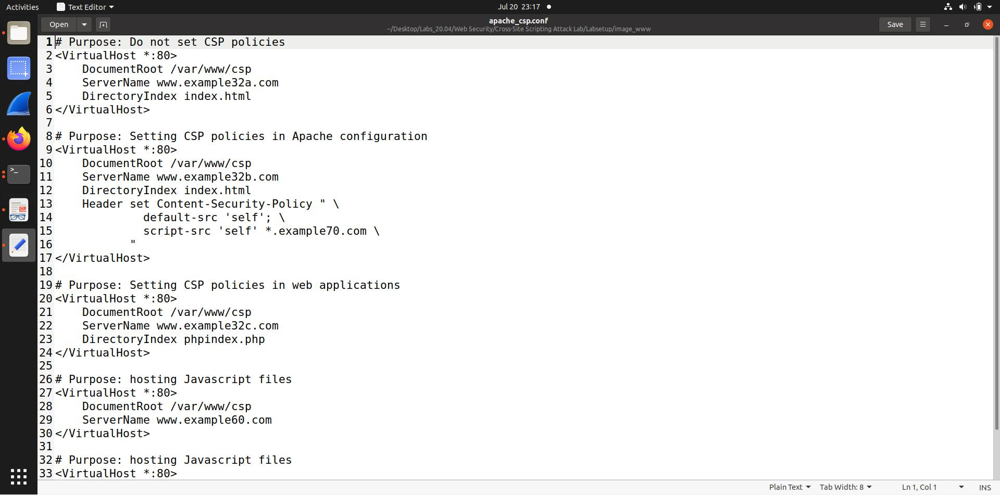 Activities
Text Editor
Jul 20 23:17
Open
apache_csp.conf
~/Desktop/Labs_20.04/Web Security/Cross-Site Scripting Attack Lab/Labsetup/image_www
Save
1 # Purpose: Do not set CSP policies
2 <VirtualHost *:80>
3     DocumentRoot /var/www/csp
4     ServerName www.example32a.com
5     DirectoryIndex index.html
6 </VirtualHost>
7
8 # Purpose: Setting CSP policies in Apache configuration
9 <VirtualHost *:80>
10     DocumentRoot /var/www/csp
11     ServerName www.example32b.com
12     DirectoryIndex index.html
13     Header set Content-Security-Policy " \
14              default-src 'self'; \
15              script-src 'self' *.example70.com \
16            "
17 </VirtualHost>
18
19 # Purpose: Setting CSP policies in web applications
20 <VirtualHost *:80>
21     DocumentRoot /var/www/csp
22     ServerName www.example32c.com
23     DirectoryIndex phpindex.php
24 </VirtualHost>
25
26 # Purpose: hosting Javascript files
27 <VirtualHost *:80>
28     DocumentRoot /var/www/csp
29     ServerName www.example60.com
30 </VirtualHost>
31
32 # Purpose: hosting Javascript files
33 <VirtualHost *:80>
Plain Text
Tab Width: 8
Ln 1, Col 1
INS